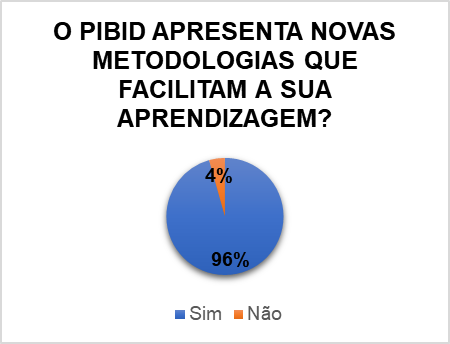 O PIBID APRESENTA NOVAS
METODOLOGIAS QUE
FACILITAM A SUA
APRENDIZAGEM?
4%
96%
Sim Não